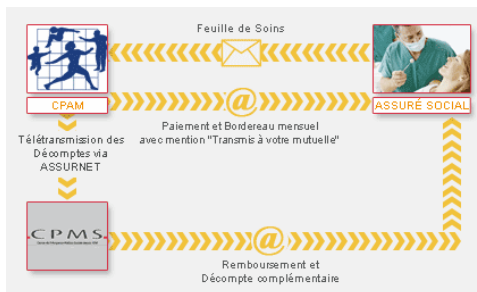 Feuille de Soins
CPAM
@
ASSURÉ SOCIAL
Paiement et Bordereau mensuel
avec mention "Transmis à votre mutuelle"
Télétransmission des
Décomptes via
ASSURNET
CPMS
@
Remboursement et
Décompte complémentaire